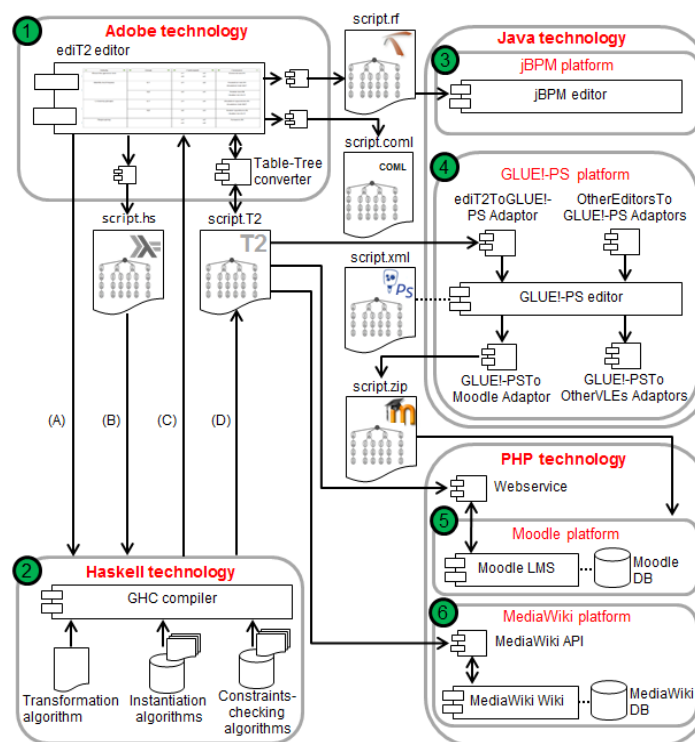 1
Adobe technology
ediT2 editor
Table-Tree
converter
script.rf
script.coml
COML
script.hs
script.T2
T2
script.xml
PS
script.zip
m
Java technology
3
jBPM platform
jBPM editor
4
GLUE!-PS platform
ediT2ToGLUE!-
PS Adaptor
OtherEditorsTo
GLUE!-PS Adaptors
GLUE!-PS editor
GLUE!-PSTo
Moodle Adaptor
GLUE!-PSTo
OtherVLEs Adaptors
(A)
(B)
(C)
(D)
PHP technology
Webservice
5
Moodle platform
Moodle LMS
Moodle
DB
6
MediaWiki platform
MediaWiki API
MediaWiki Wiki
MediaWiki
DB
2
Haskell technology
GHC compiler
Transformation
algorithm
Instantiation
algorithms
Constraints-
checking
algorithms